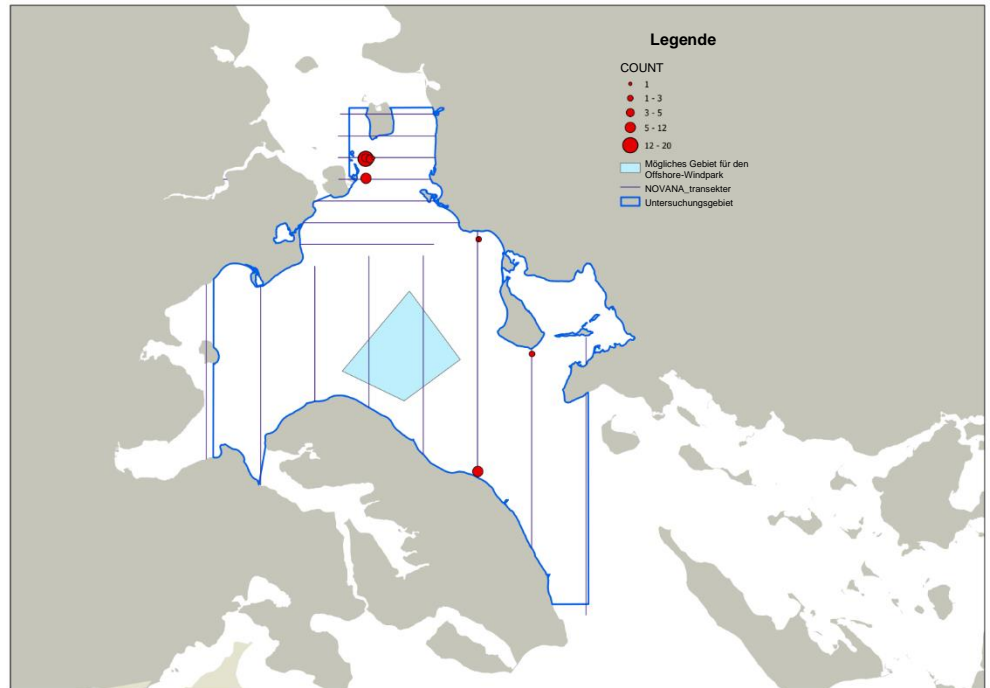 Legende
COUNT
1
1 - 3
3 - 5
5 - 12
12 - 20
Mögliches Gebiet für den
Offshore-Windpark
NOVANA_transekter
Untersuchungsgebiet